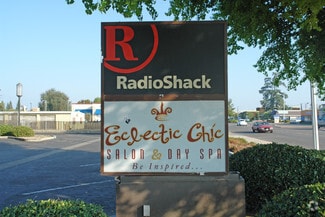 R
RadioShack
Eclectic Chic
SALON & DAY SPA
Be Inspired...